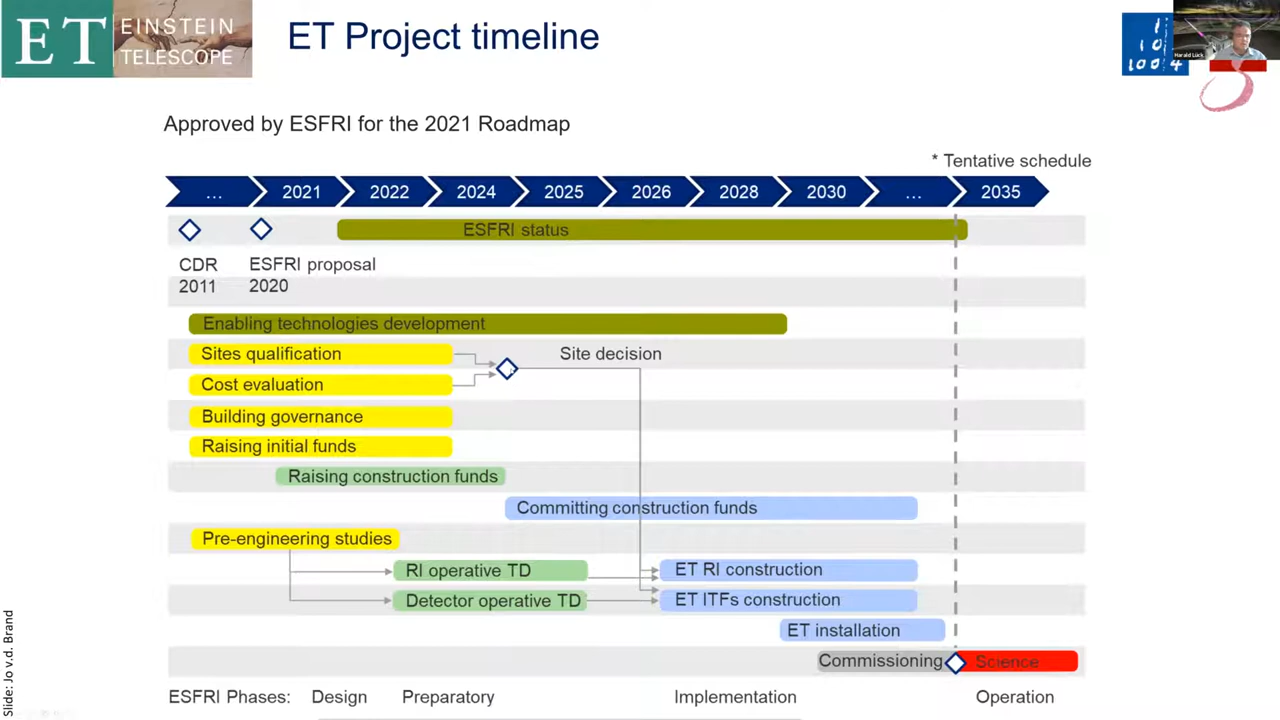 ET EINSTEIN TELESCOPE
ET Project timeline
Harald Lück
Approved by ESFRI for the 2021 Roadmap
* Tentative schedule
... 2021 2022 2024 2025 2026 2028 2030 ... 2035
ESFRI status
CDR 2011
ESFRI proposal 2020
Enabling technologies development
Sites qualification
Site decision
Cost evaluation
Building governance
Raising initial funds
Raising construction funds
Committing construction funds
Pre-engineering studies
RI operative TD
ET RI construction
Detector operative TD
ET ITFs construction
ET installation
Commissioning
Science
ESFRI Phases: Design Preparatory Implementation Operation
Slide: Jo v.d. Brand